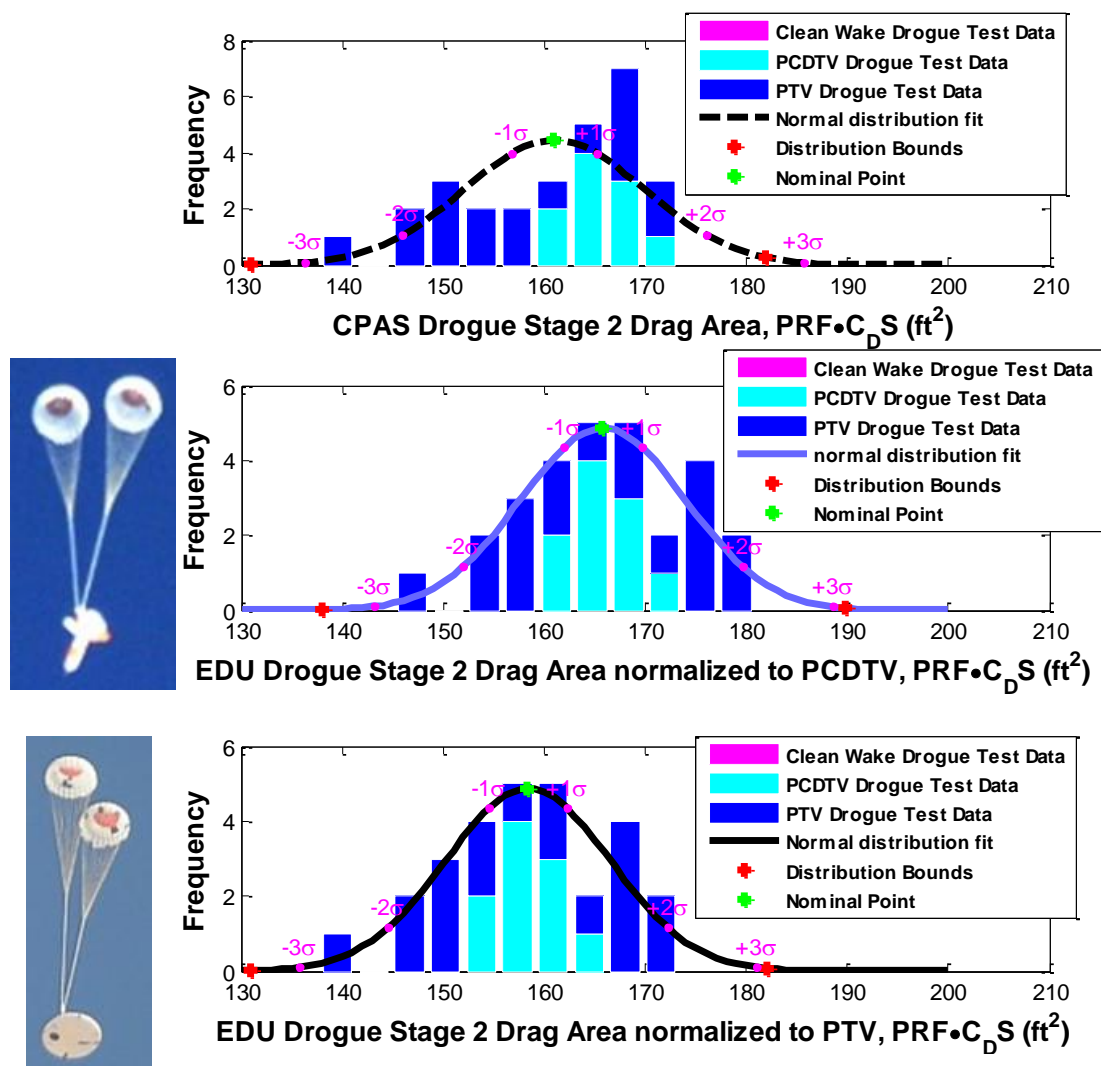 8
6
4
2
0
Frequency
-3σ
-2σ
-1σ
+1σ
+2σ
+3σ
Clean Wake Drogue Test Data
PCDTV Drogue Test Data
PTV Drogue Test Data
Normal distribution fit
Distribution Bounds
Nominal Point
130 140 150 160 170 180 190 200 210
CPAS Drogue Stage 2 Drag Area, PRF•C_DS (ft²)
6
4
2
0
Frequency
-3σ
-2σ
-1σ
+1σ
+2σ
+3σ
Clean Wake Drogue Test Data
PCDTV Drogue Test Data
PTV Drogue Test Data
normal distribution fit
Distribution Bounds
Nominal Point
130 140 150 160 170 180 190 200 210
EDU Drogue Stage 2 Drag Area normalized to PCDTV, PRF•C_DS (ft²)
6
4
2
0
Frequency
-3σ
-2σ
-1σ
+1σ
+2σ
+3σ
Clean Wake Drogue Test Data
PCDTV Drogue Test Data
PTV Drogue Test Data
Normal distribution fit
Distribution Bounds
Nominal Point
130 140 150 160 170 180 190 200 210
EDU Drogue Stage 2 Drag Area normalized to PTV, PRF•C_DS (ft²)